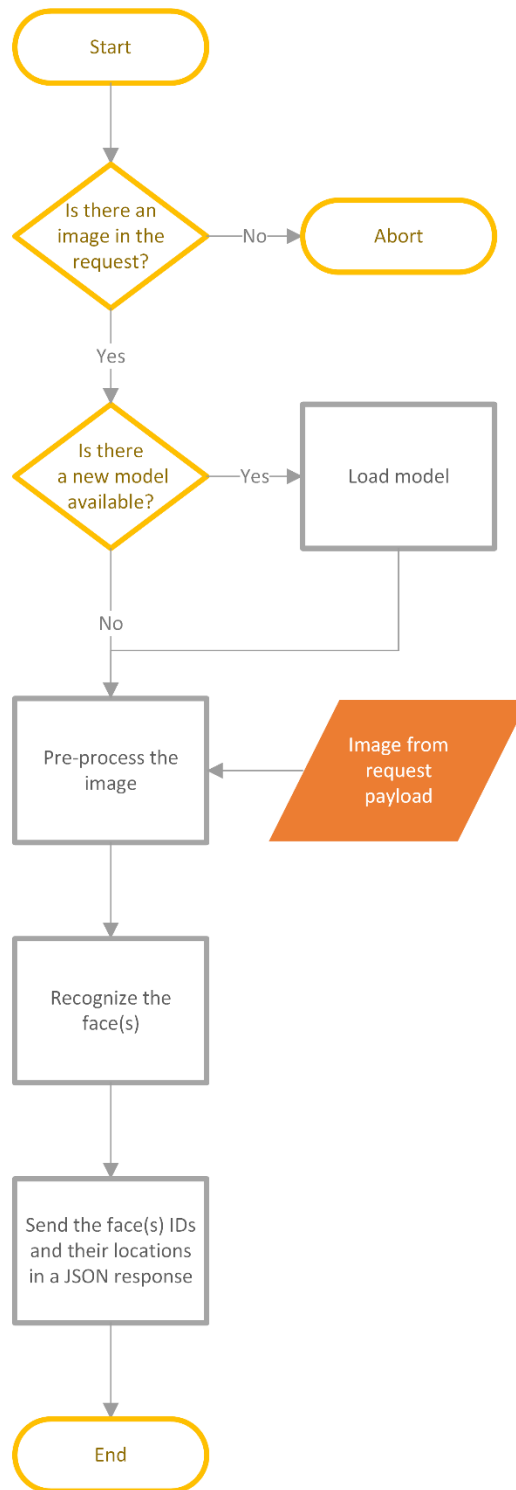 Start
Is there an
image in the
request?
No
Abort
Yes
Is there
a new model
available?
Yes
Load model
No
Pre-process the
image
Image from
request
payload
Recognize the
face(s)
Send the face(s) IDs
and their locations
in a JSON response
End